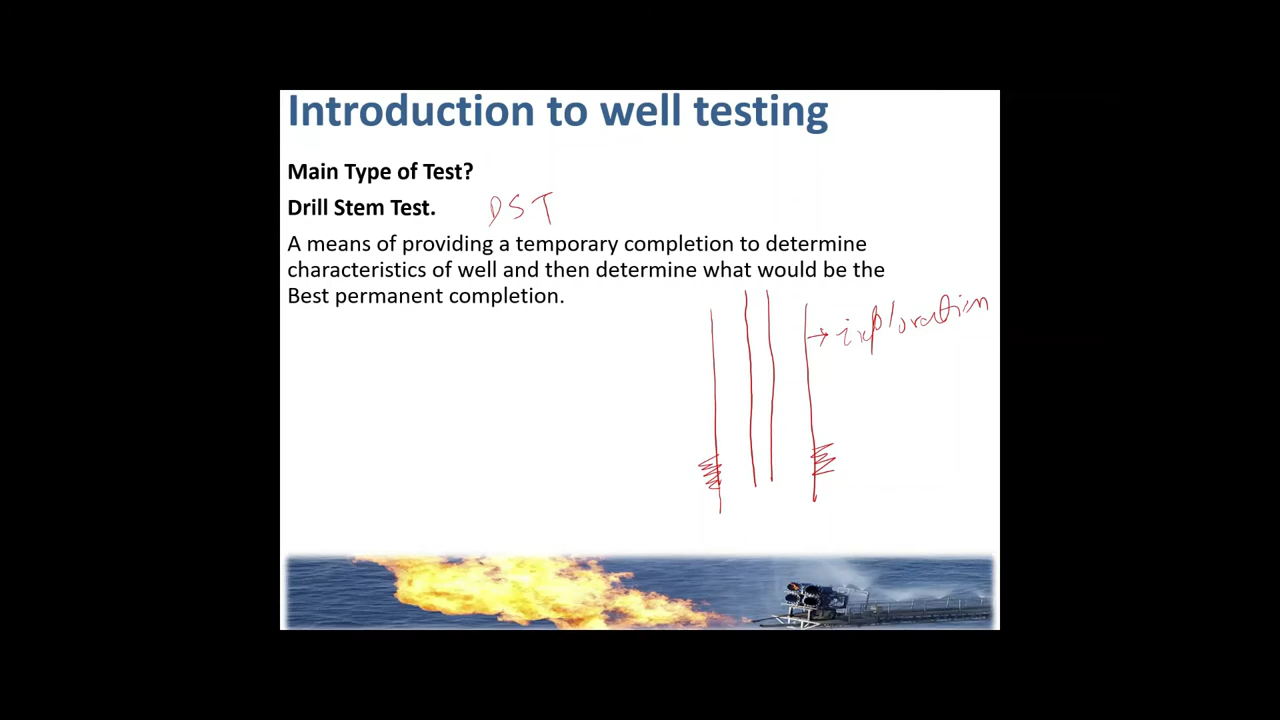 Introduction to well testing
Main Type of Test?
Drill Stem Test. DST
A means of providing a temporary completion to determine
characteristics of well and then determine what would be the
Best permanent completion.
exploration